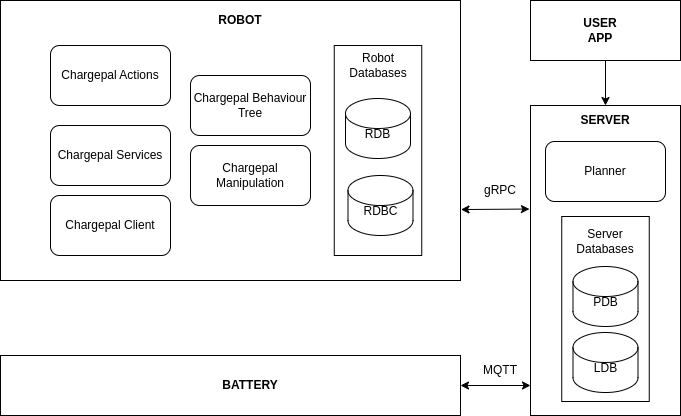 ROBOT
Chargepal Actions
Chargepal Services
Chargepal Client
Chargepal Behaviour
Tree
Chargepal
Manipulation
Robot
Databases
RDB
RDBC
USER
APP
gRPC
SERVER
Planner
Server
Databases
PDB
LDB
MQTT
BATTERY